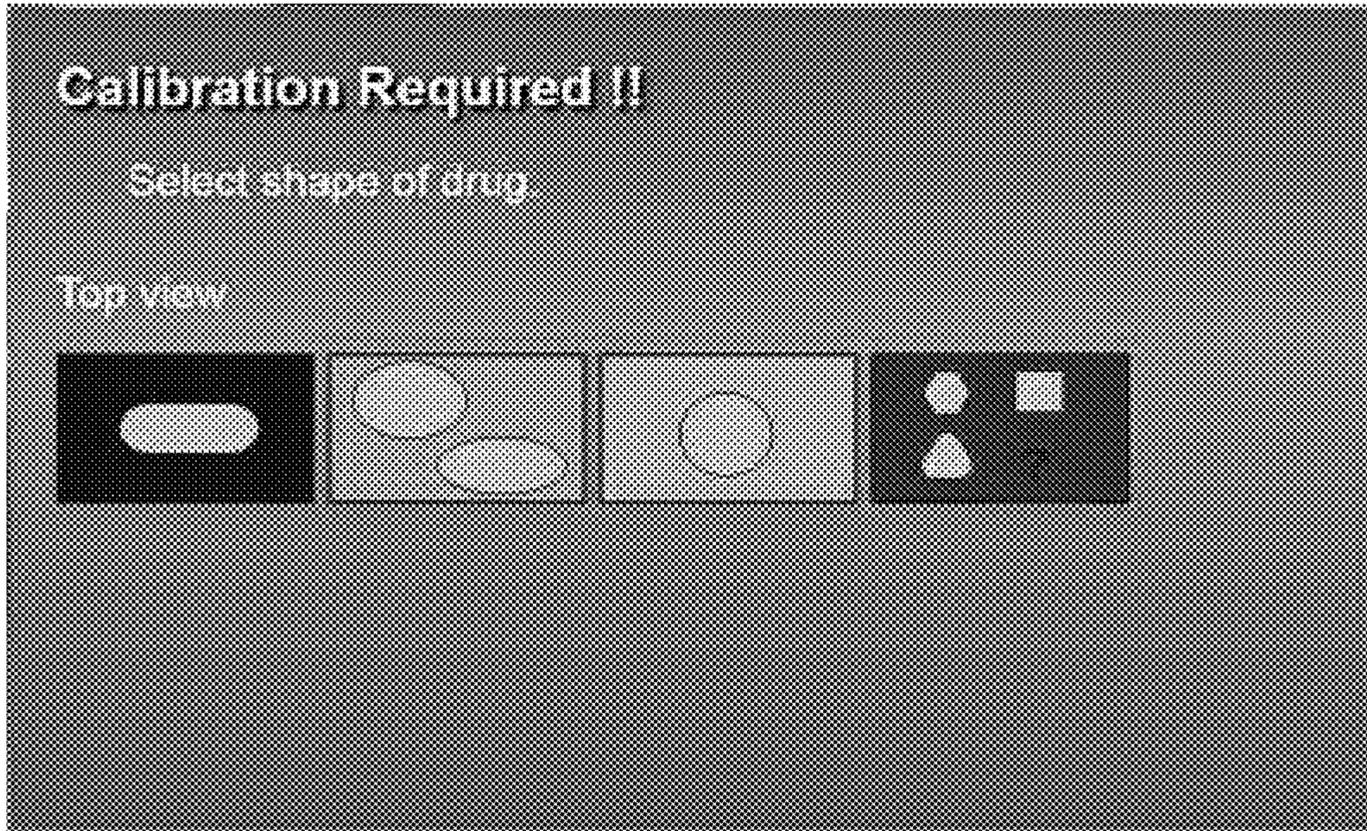 Calibration Required !!
Select shape of drug.
Top view
?